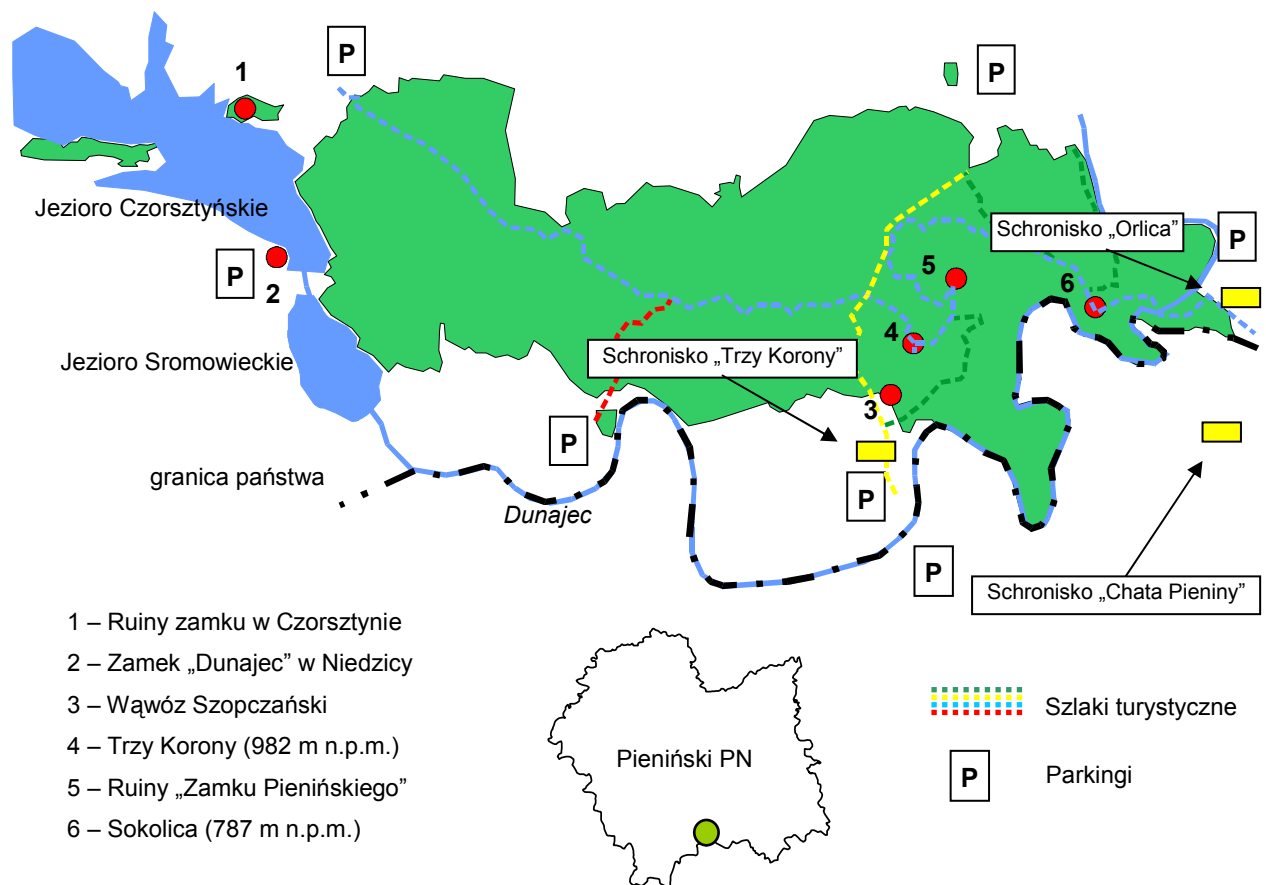 P
1
P
Jezioro Czorsztyńskie
Schronisko „Orlica”
P
P
2
5
6
4
Jezioro Sromowieckie
Schronisko „Trzy Korony”
3
P
granica państwa
P
Dunajec
P
Schronisko „Chata Pieniny”
1 – Ruiny zamku w Czorsztynie
2 – Zamek „Dunajec” w Niedzicy
3 – Wąwóz Szopczański
4 – Trzy Korony (982 m n.p.m.)
5 – Ruiny „Zamku Pienińskiego”
6 – Sokolica (787 m n.p.m.)
Pieniński PN
Szlaki turystyczne
P
Parkingi